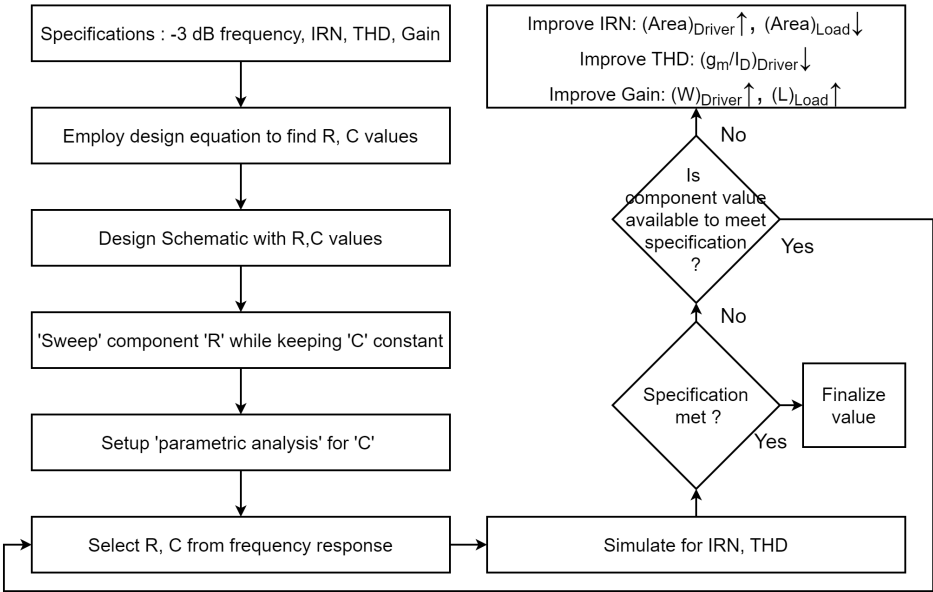 Specifications : -3 dB frequency, IRN, THD, Gain
Employ design equation to find R, C values
Design Schematic with R,C values
'Sweep' component 'R' while keeping 'C' constant
Setup 'parametric analysis' for 'C'
Select R, C from frequency response
Simulate for IRN, THD
Specification
met ?
Yes
Finalize
value
No
Is
component value
available to meet
specification
?
Yes
No
Improve IRN: (Area)Driver↑, (Area)Load↓
Improve THD: (gm/ID)Driver↓
Improve Gain: (W)Driver↑, (L)Load↑